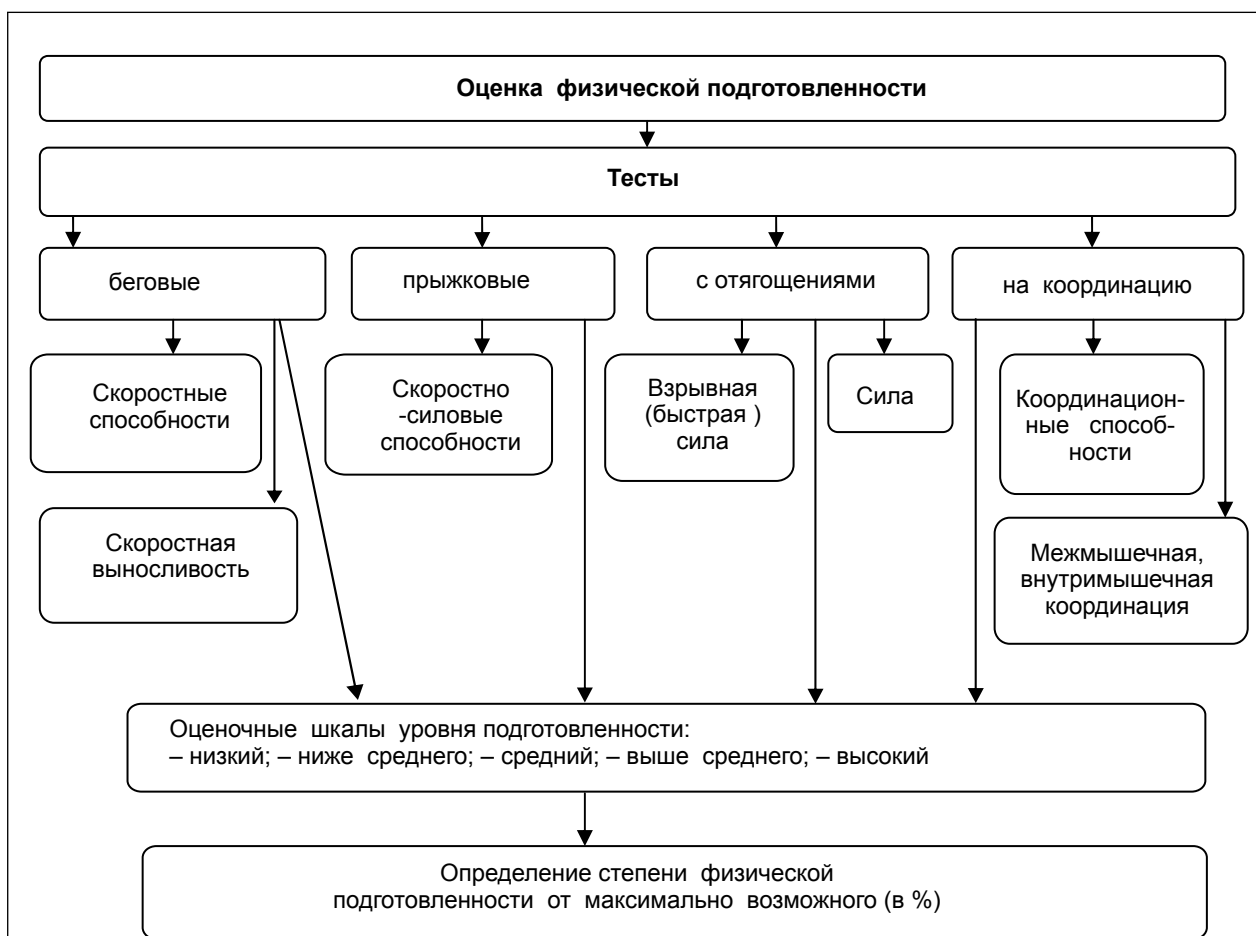 Оценка физической подготовленности
Тесты
беговые
прыжковые
с отягощениями
на координацию
Скоростные
способности
Скоростно
-силовые
способности
Взрывная
(быстрая )
сила
Сила
Координацион-
ные способ-
ности
Скоростная
выносливость
Межмышечная,
внутримышечная
координация
Оценочные шкалы уровня подготовленности:
– низкий; – ниже среднего; – средний; – выше среднего; – высокий
Определение степени физической
подготовленности от максимально возможного (в %)